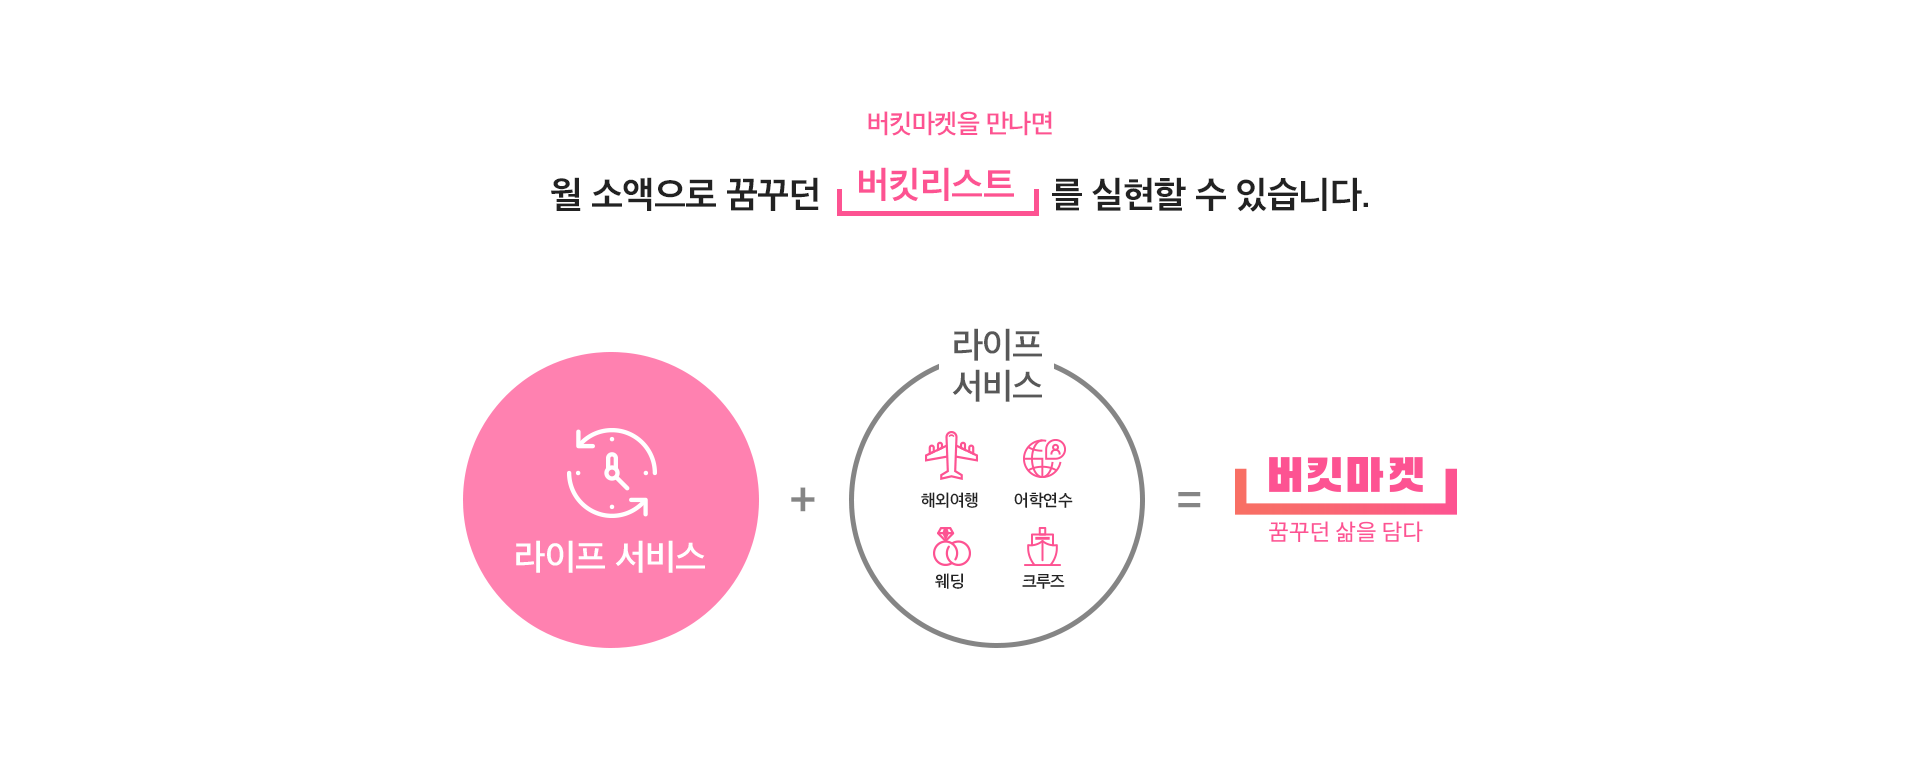 버킷마켓을 만나면
월 소액으로 꿈꾸던 버킷리스트 를 실현할 수 있습니다.
라이프 서비스
+
라이프
서비스
해외여행 어학연수
웨딩 크루즈
=
버킷마켓
꿈꾸던 삶을 담다